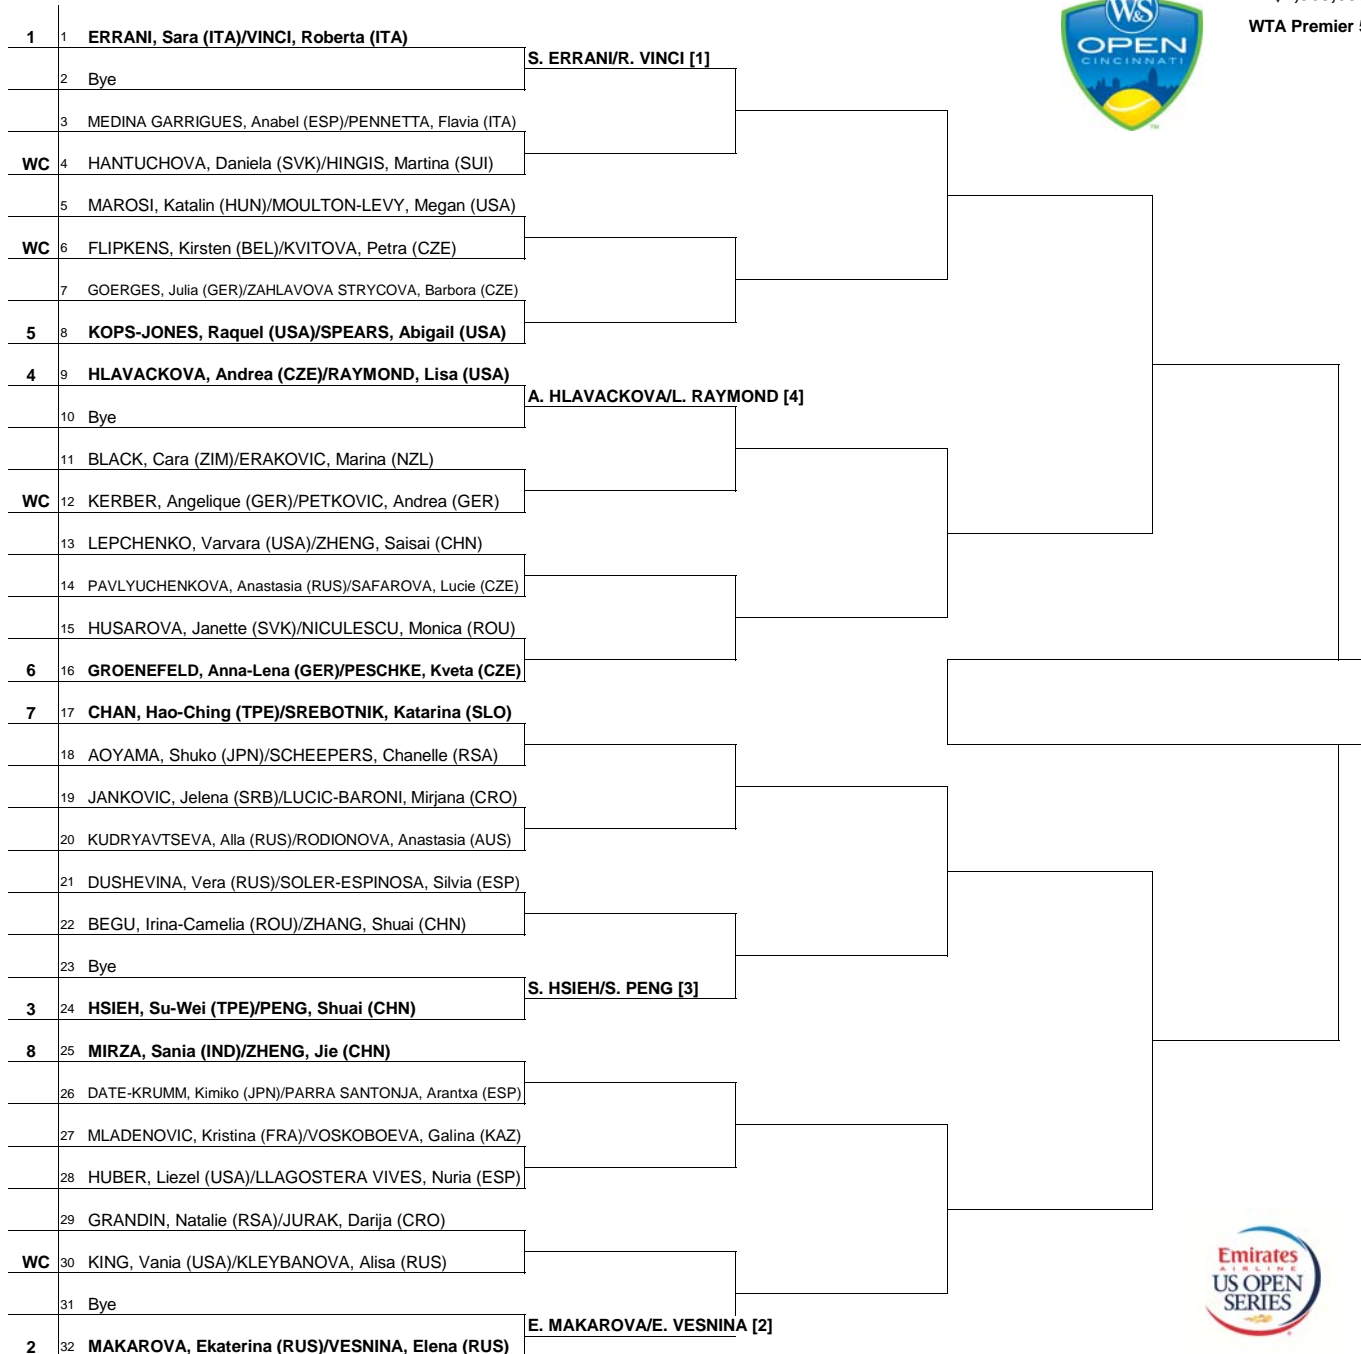 W&S
OPEN
CINCINNATI
TM
WTA Premier 5
1 1 ERRANI, Sara (ITA)/VINCI, Roberta (ITA)
S. ERRANI/R. VINCI [1]
2 Bye
3 MEDINA GARRIGUES, Anabel (ESP)/PENNETTA, Flavia (ITA)
WC 4 HANTUCHOVA, Daniela (SVK)/HINGIS, Martina (SUI)
5 MAROSI, Katalin (HUN)/MOULTON-LEVY, Megan (USA)
WC 6 FLIPKENS, Kirsten (BEL)/KVITOVA, Petra (CZE)
7 GOERGES, Julia (GER)/ZAHLAVOVA STRYCOVA, Barbora (CZE)
5 8 KOPS-JONES, Raquel (USA)/SPEARS, Abigail (USA)
4 9 HLAVACKOVA, Andrea (CZE)/RAYMOND, Lisa (USA)
A. HLAVACKOVA/L. RAYMOND [4]
10 Bye
11 BLACK, Cara (ZIM)/ERAKOVIC, Marina (NZL)
WC 12 KERBER, Angelique (GER)/PETKOVIC, Andrea (GER)
13 LEPCHENKO, Varvara (USA)/ZHENG, Saisai (CHN)
14 PAVLYUCHENKOVA, Anastasia (RUS)/SAFAROVA, Lucie (CZE)
15 HUSAROVA, Janette (SVK)/NICULESCU, Monica (ROU)
6 16 GROENEFELD, Anna-Lena (GER)/PESCHKE, Kveta (CZE)
7 17 CHAN, Hao-Ching (TPE)/SREBOTNIK, Katarina (SLO)
18 AOYAMA, Shuko (JPN)/SCHEEPERS, Chanelle (RSA)
19 JANKOVIC, Jelena (SRB)/LUCIC-BARONI, Mirjana (CRO)
20 KUDRYAVTSEVA, Alla (RUS)/RODIONOVA, Anastasia (AUS)
21 DUSHEVINA, Vera (RUS)/SOLER-ESPINOSA, Silvia (ESP)
22 BEGU, Irina-Camelia (ROU)/ZHANG, Shuai (CHN)
23 Bye
S. HSIEH/S. PENG [3]
3 24 HSIEH, Su-Wei (TPE)/PENG, Shuai (CHN)
8 25 MIRZA, Sania (IND)/ZHENG, Jie (CHN)
26 DATE-KRUMM, Kimiko (JPN)/PARRA SANTONJA, Arantxa (ESP)
27 MLADENOVIC, Kristina (FRA)/VOSKOBOEVA, Galina (KAZ)
28 HUBER, Liezel (USA)/LLAGOSTERA VIVES, Nuria (ESP)
29 GRANDIN, Natalie (RSA)/JURAK, Darija (CRO)
WC 30 KING, Vania (USA)/KLEYBANOVA, Alisa (RUS)
31 Bye
E. MAKAROVA/E. VESNINA [2]
2 32 MAKAROVA, Ekaterina (RUS)/VESNINA, Elena (RUS)
Emirates
AIRLINE
US OPEN
SERIES